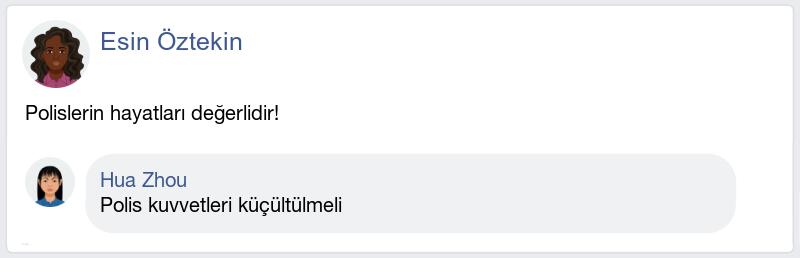 Esin Öztekin
Polislerin hayatları değerlidir!
Hua Zhou
Polis kuvvetleri küçültülmeli